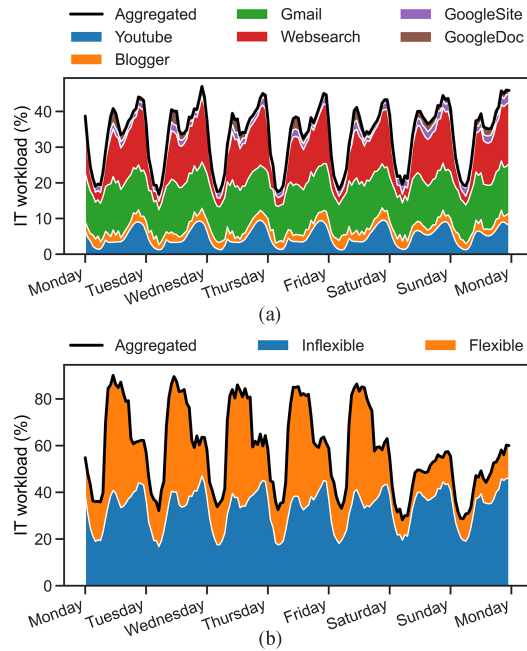 Aggregated Gmail GoogleSite
Youtube Websearch GoogleDoc
Blogger
IT workload (%)
40
30
20
10
0
Monday Tuesday Wednesday Thursday Friday Saturday Sunday Monday
(a)
Aggregated Inflexible Flexible
IT workload (%)
80
60
40
20
0
Monday Tuesday Wednesday Thursday Friday Saturday Sunday Monday
(b)